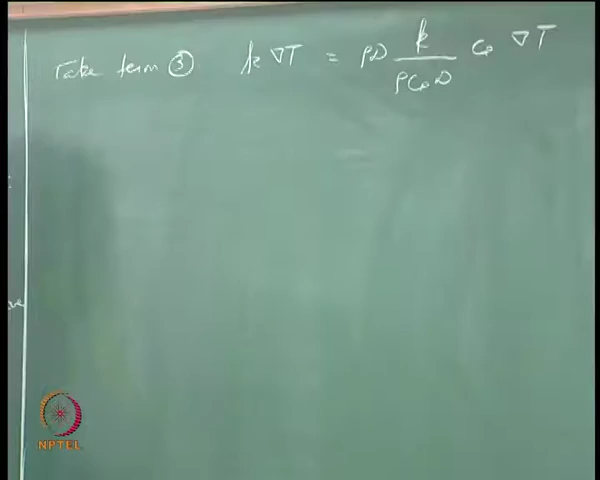 Take term ③ k ∇T = ρD k/(ρCpD) Cp ∇T
NPTEL